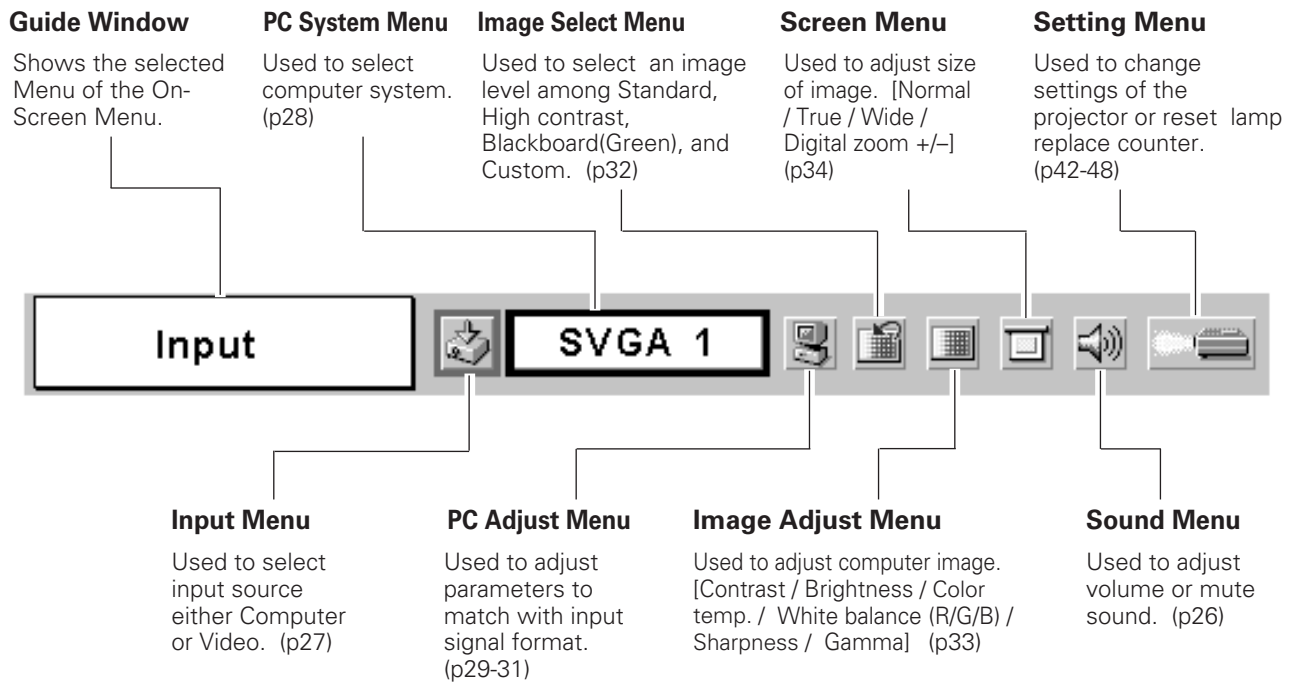 Guide Window
Shows the selected
Menu of the On-
Screen Menu.
PC System Menu
Used to select
computer system.
(p28)
Image Select Menu
Used to select an image
level among Standard,
High contrast,
Blackboard(Green), and
Custom. (p32)
Screen Menu
Used to adjust size
of image. [Normal
/ True / Wide /
Digital zoom +/–]
(p34)
Setting Menu
Used to change
settings of the
projector or reset lamp
replace counter.
(p42-48)
Input
SVGA 1
Input Menu
Used to select
input source
either Computer
or Video. (p27)
PC Adjust Menu
Used to adjust
parameters to
match with input
signal format.
(p29-31)
Image Adjust Menu
Used to adjust computer image.
[Contrast / Brightness / Color
temp. / White balance (R/G/B) /
Sharpness / Gamma] (p33)
Sound Menu
Used to adjust
volume or mute
sound. (p26)